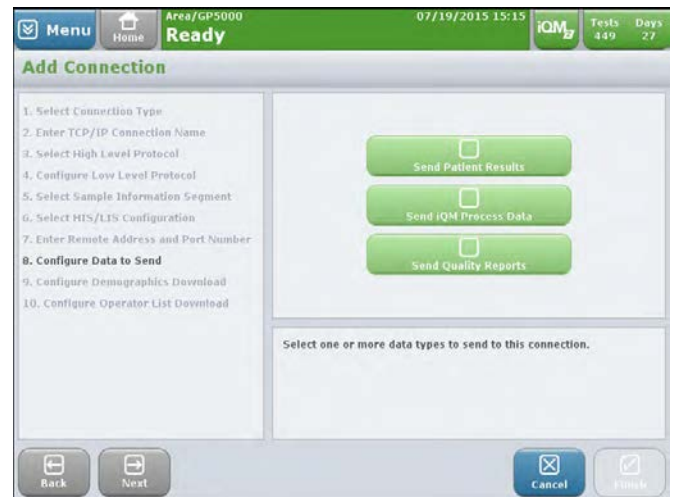 Menu
Home
Area/GP5000
Ready
07/19/2015 15:15
iQM2
Tests Days
449 27
Add Connection
1. Select Connection Type
2. Enter TCP/IP Connection Name
3. Select High Level Protocol
4. Configure Low Level Protocol
5. Select Sample Information Segment
6. Select HIS/LIS Configuration
7. Enter Remote Address and Port Number
8. Configure Data to Send
9. Configure Demographics Download
10. Configure Operator List Download
Send Patient Results
Send iQM Process Data
Send Quality Reports
Select one or more data types to send to this connection.
Back
Next
Cancel
Finish